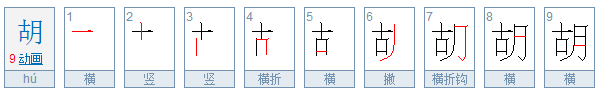 胡 1 2 3 4 5 6 7 8 9
9 动画
hú 横 竖 竖 横折 横 撇 横折钩 横 横